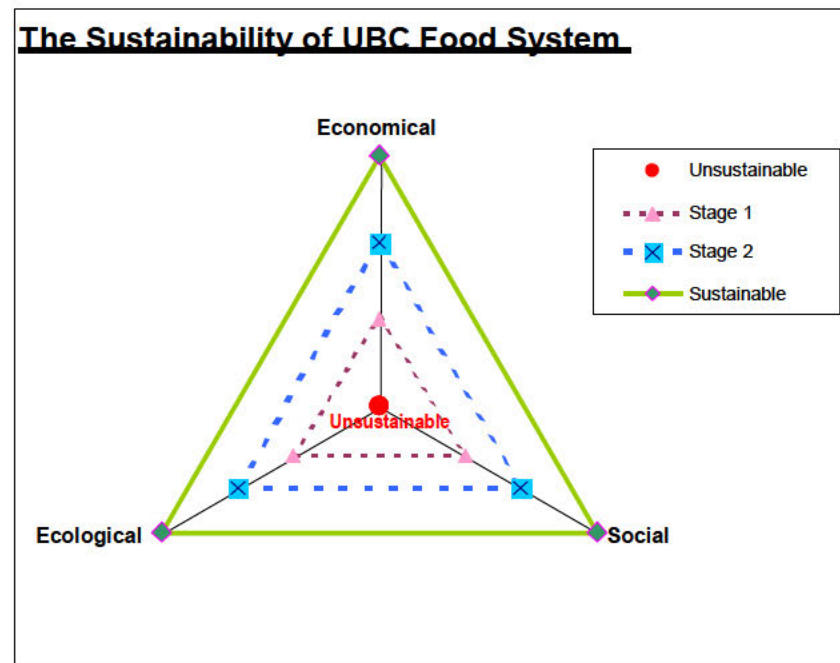 The Sustainability of UBC Food System
Economical
Unsustainable
Stage 1
Stage 2
Sustainable
Unsustainable
Ecological
Social